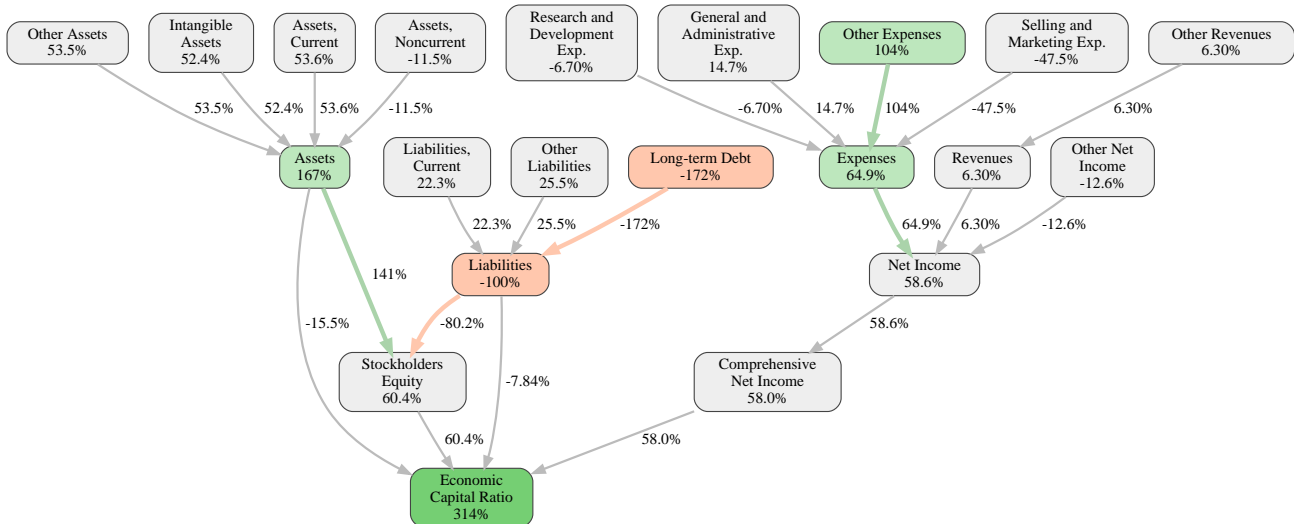 Other Assets
53.5%
Intangible
Assets
52.4%
Assets,
Current
53.6%
Assets,
Noncurrent
-11.5%
Research and
Development
Exp.
-6.70%
General and
Administrative
Exp.
14.7%
Other Expenses
104%
Selling and
Marketing Exp.
-47.5%
Other Revenues
6.30%
53.5%
52.4%
53.6%
-11.5%
-6.70%
14.7%
104%
-47.5%
6.30%
Assets
167%
Liabilities,
Current
22.3%
Other
Liabilities
25.5%
Long-term Debt
-172%
Expenses
64.9%
Revenues
6.30%
Other Net
Income
-12.6%
22.3%
25.5%
-172%
64.9%
6.30%
-12.6%
141%
Liabilities
-100%
Net Income
58.6%
-15.5%
-80.2%
58.6%
Stockholders
Equity
60.4%
-7.84%
Comprehensive
Net Income
58.0%
60.4%
58.0%
Economic
Capital Ratio
314%